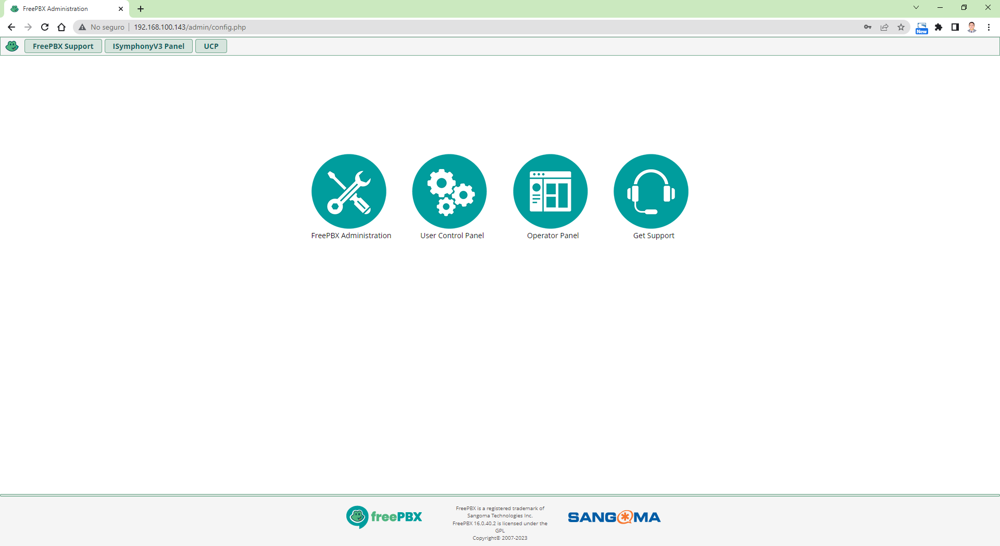 FreePBX Administration
No seguro
192.168.100.143/admin/config.php
New
FreePBX Support
ISymphonyV3 Panel
UCP
FreePBX Administration
User Control Panel
Operator Panel
Get Support
freePBX
FreePBX is a registered trademark of
Sangoma Technologies Inc.
FreePBX 16.0.40.2 is licensed under the
GPL
Copyright© 2007-2023
SANGOMA